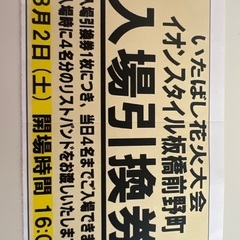 いたばし花火大会
イオンスタイル板橋前野町
入場引換券
入場引換券1枚につき、当日4名までご入場でき
入場時に4名分のリストバンドをお渡しいたしま
8月2日(土) 開場時間 16:0